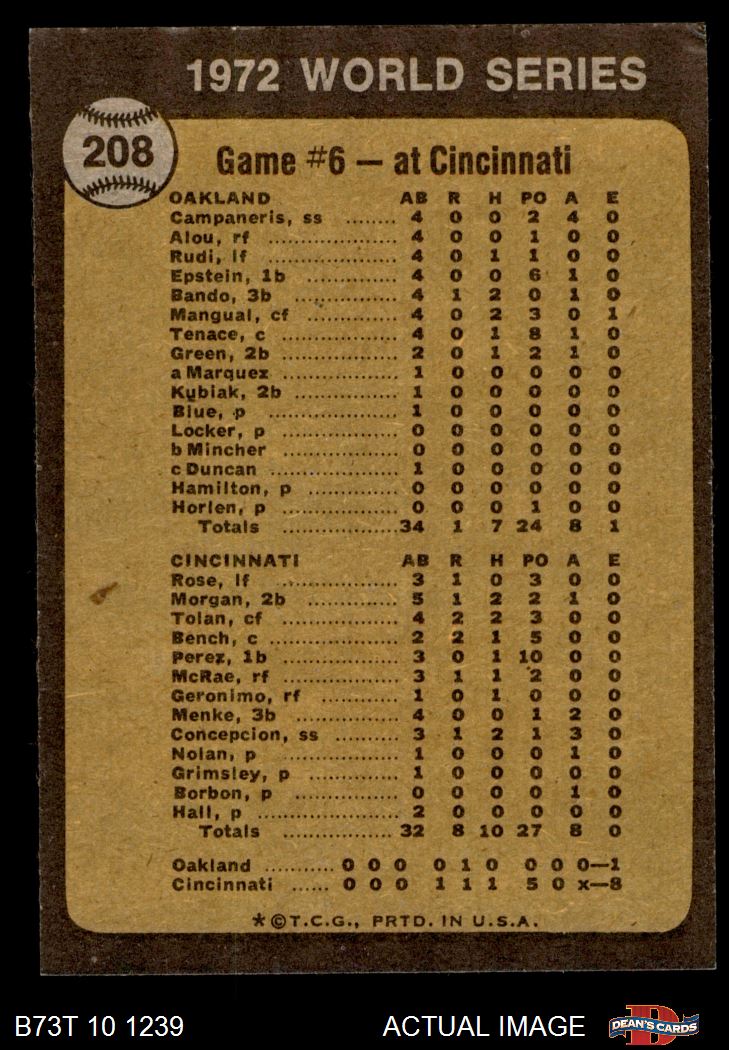 1972 WORLD SERIES
208
Game #6 — at Cincinnati
OAKLAND AB R H PO A E
Campaneris, ss ........ 4 0 0 2 4 0
Alou, rf .................... 4 0 0 1 0 0
Rudi, lf .................... 4 0 1 1 0 0
Epstein, 1b .............. 4 0 0 6 1 0
Bando, 3b ................ 4 1 2 0 1 0
Mangual, cf .............. 4 0 2 3 0 1
Tenace, c .................. 4 0 1 8 1 0
Green, 2b .................. 2 0 1 2 1 0
a Marquez .................. 1 0 0 0 0 0
Kubiak, 2b ................ 1 0 0 0 0 0
Blue, p .................... 1 0 0 0 0 0
Locker, p .................. 0 0 0 0 0 0
b Mincher .................. 0 0 0 0 0 0
c Duncan .................... 1 0 0 0 0 0
Hamilton, p .............. 0 0 0 0 0 0
Horlen, p .................. 0 0 0 1 0 0
Totals .................. 34 1 7 24 8 1
CINCINNATI AB R H PO A E
Rose, lf .................... 3 1 0 3 0 0
Morgan, 2b .............. 5 1 2 2 1 0
Tolan, cf .................. 4 2 2 3 0 0
Bench, c .................. 2 2 1 5 0 0
Perez, 1b .................. 3 0 1 10 0 0
McRae, rf .................. 3 1 1 2 0 0
Geronimo, rf .............. 1 0 1 0 0 0
Menke, 3b ................ 4 0 0 1 2 0
Concepcion, ss .......... 3 1 2 1 3 0
Nolan, p .................. 1 0 0 0 1 0
Grimsley, p .............. 1 0 0 0 0 0
Borbon, p ................ 0 0 0 0 1 0
Hall, p .................... 2 0 0 0 0 0
Totals ................ 32 8 10 27 8 0
Oakland ........... 0 0 0 0 1 0 0 0 0—1
Cincinnati ...... 0 0 0 1 1 1 5 0 x—8
*©T.C.G., PRTD. IN U.S.A.
B73T 10 1239 ACTUAL IMAGE DEAN'S CARDS